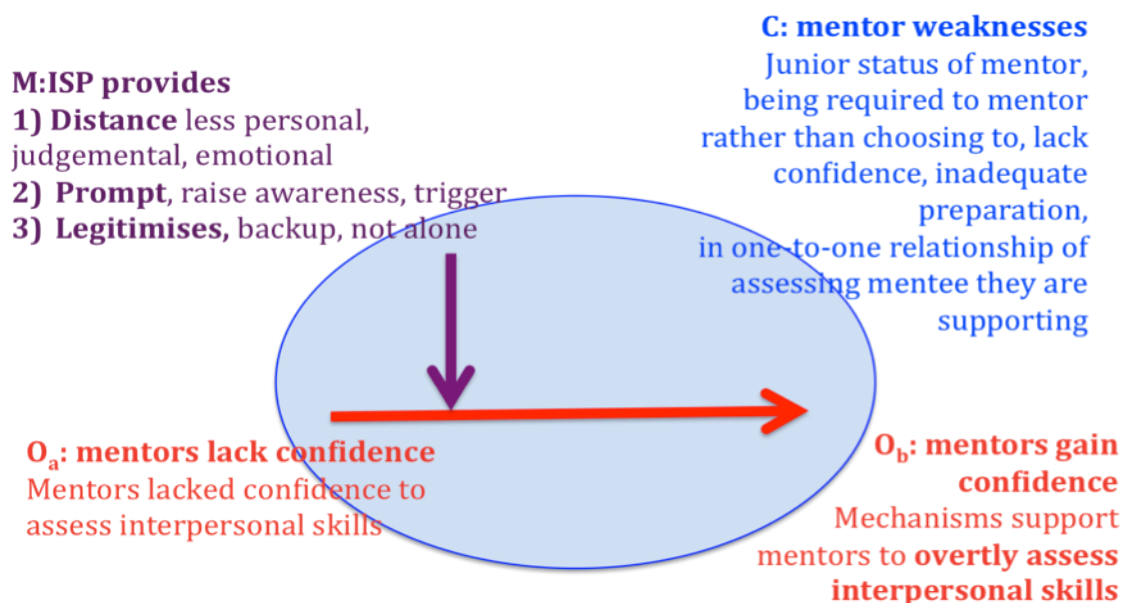 M:ISP provides
1) Distance less personal,
judgemental, emotional
2) Prompt, raise awareness, trigger
3) Legitimises, backup, not alone
C: mentor weaknesses
Junior status of mentor,
being required to mentor
rather than choosing to, lack
confidence, inadequate
preparation,
in one-to-one relationship of
assessing mentee they are
supporting
Oa: mentors lack confidence
Mentors lacked confidence to
assess interpersonal skills
Ob: mentors gain
confidence
Mechanisms support
mentors to overtly assess
interpersonal skills